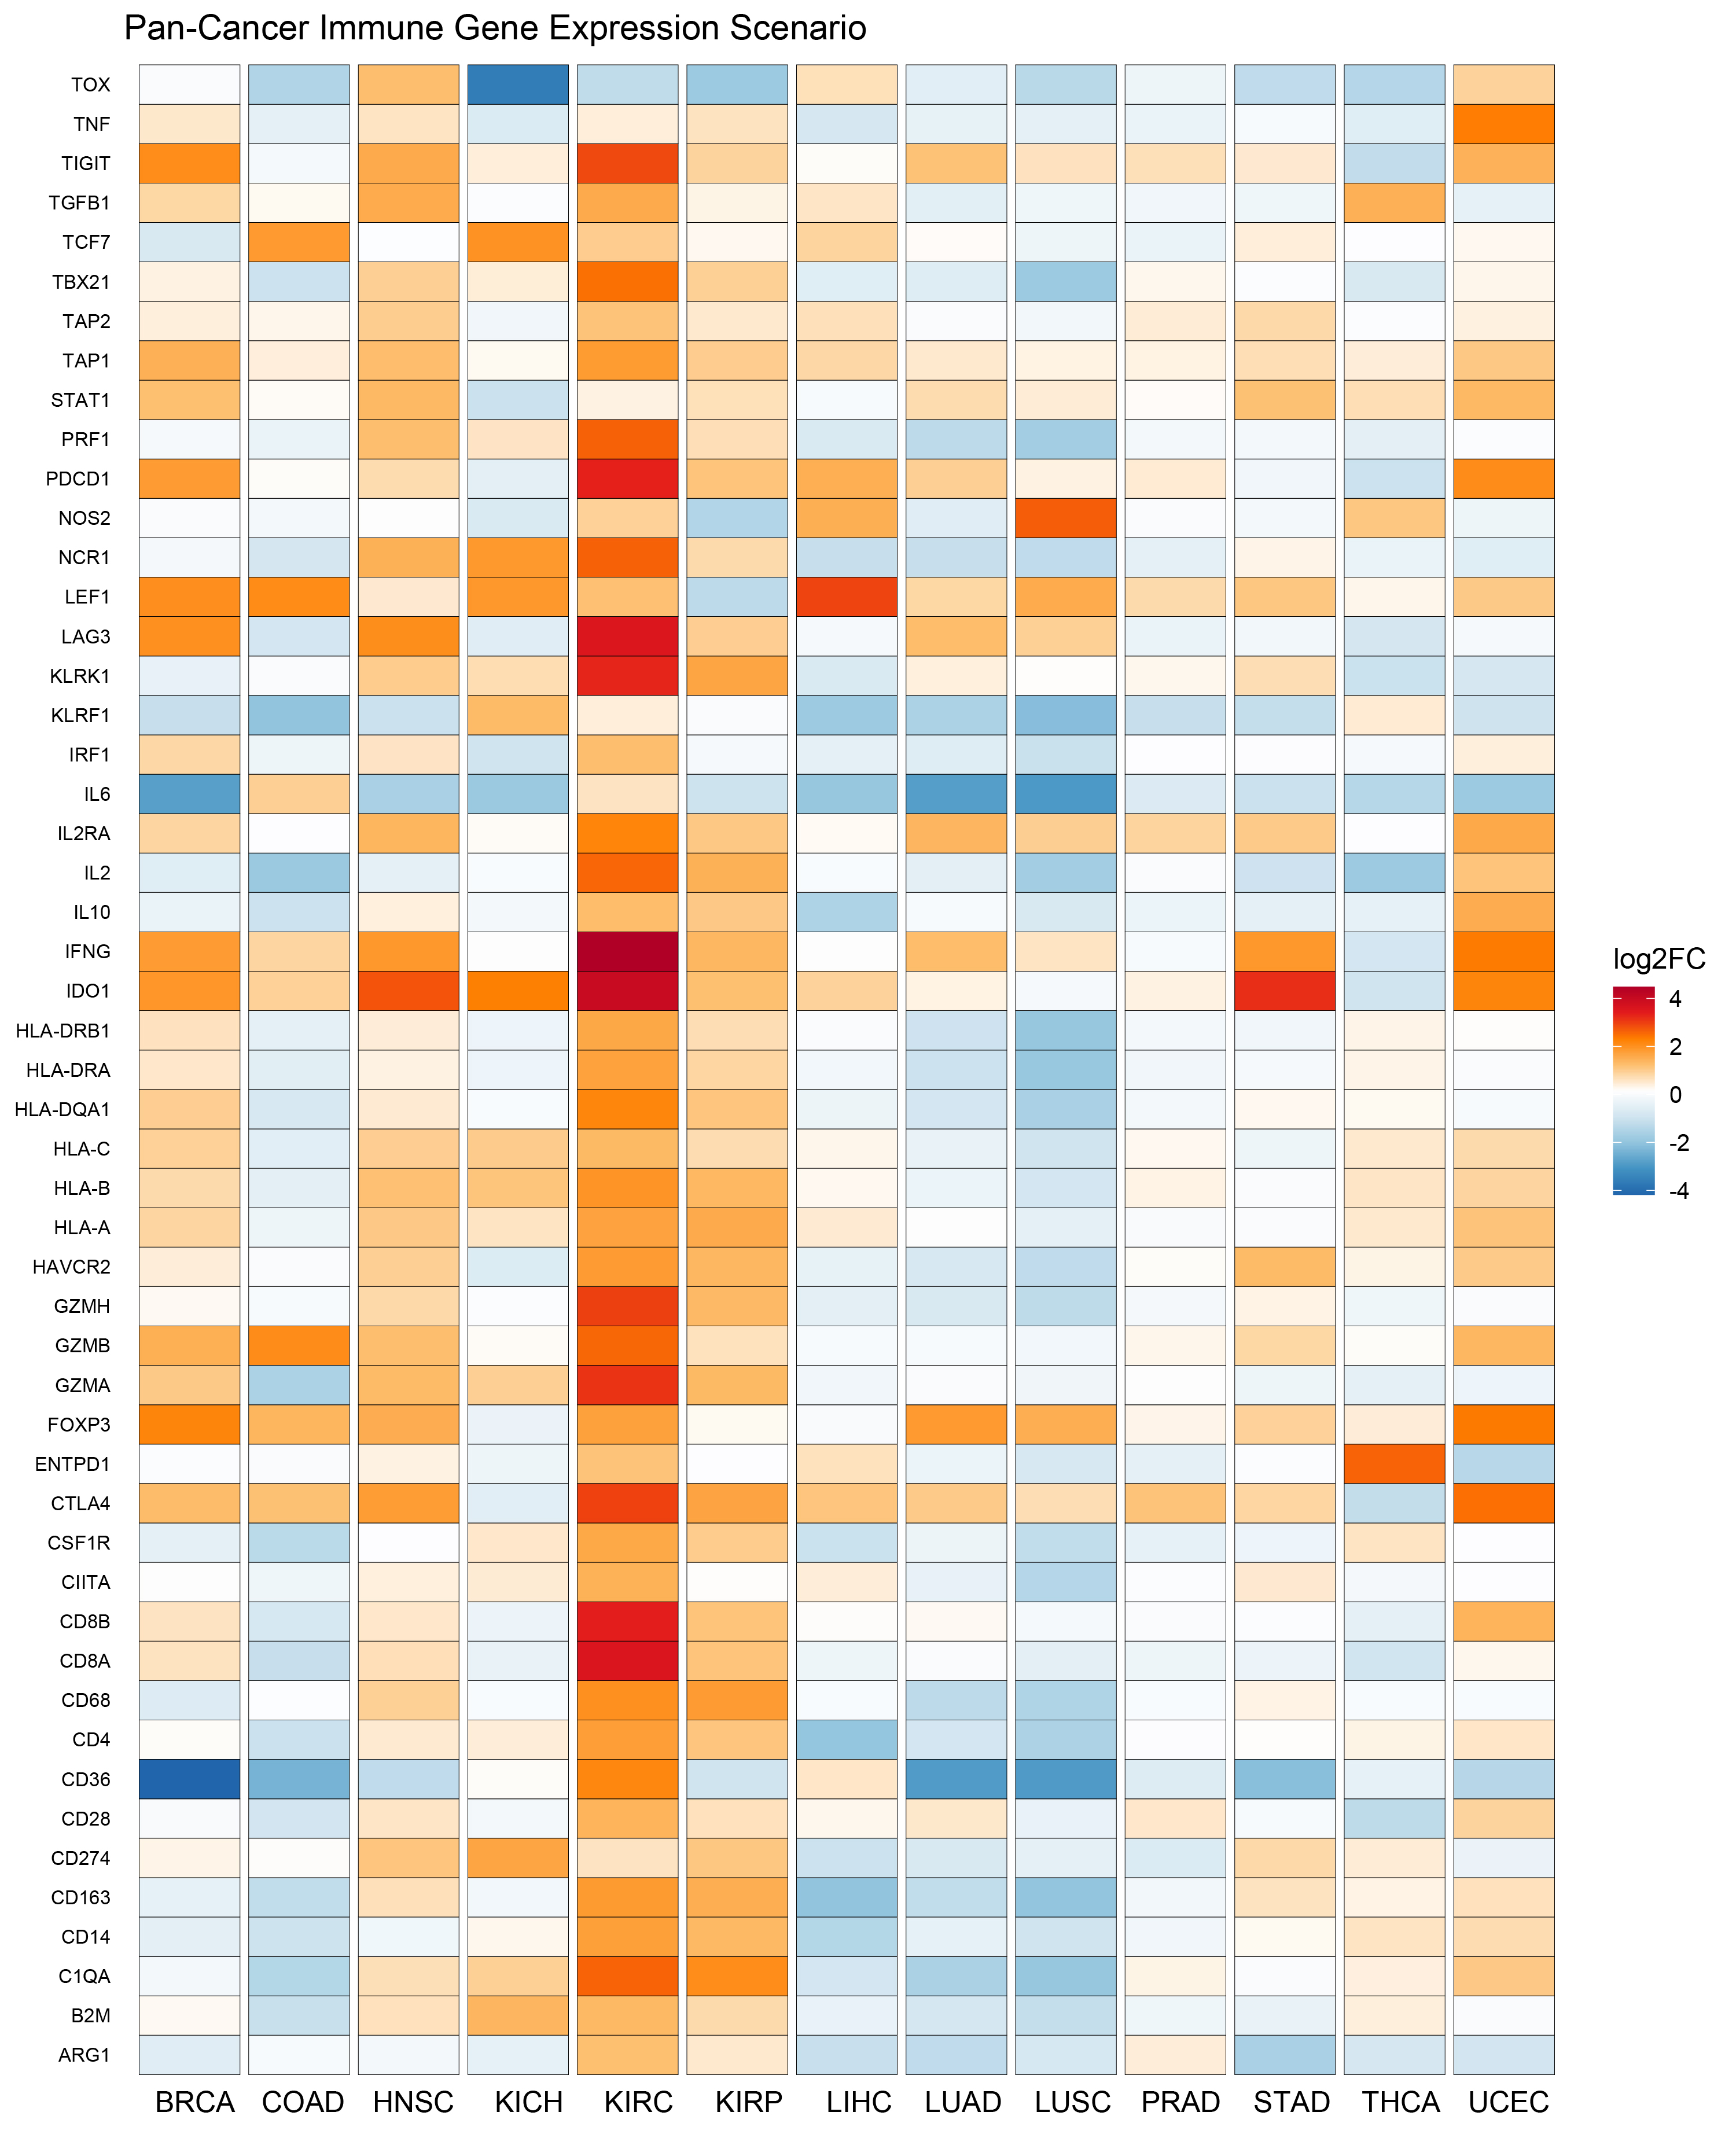 Pan-Cancer Immune Gene Expression Scenario
TOX
TNF
TIGIT
TGFB1
TCF7
TBX21
TAP2
TAP1
STAT1
PRF1
PDCD1
NOS2
NCR1
LEF1
LAG3
KLRK1
KLRF1
IRF1
IL6
IL2RA
IL2
IL10
IFNG
IDO1
HLA-DRB1
HLA-DRA
HLA-DQA1
HLA-C
HLA-B
HLA-A
HAVCR2
GZMH
GZMB
GZMA
FOXP3
ENTPD1
CTLA4
CSF1R
CIITA
CD8B
CD8A
CD68
CD4
CD36
CD28
CD274
CD163
CD14
C1QA
B2M
ARG1
BRCA COAD HNSC KICH KIRC KIRP LIHC LUAD LUSC PRAD STAD THCA UCEC
log2FC
4
2
0
-2
-4